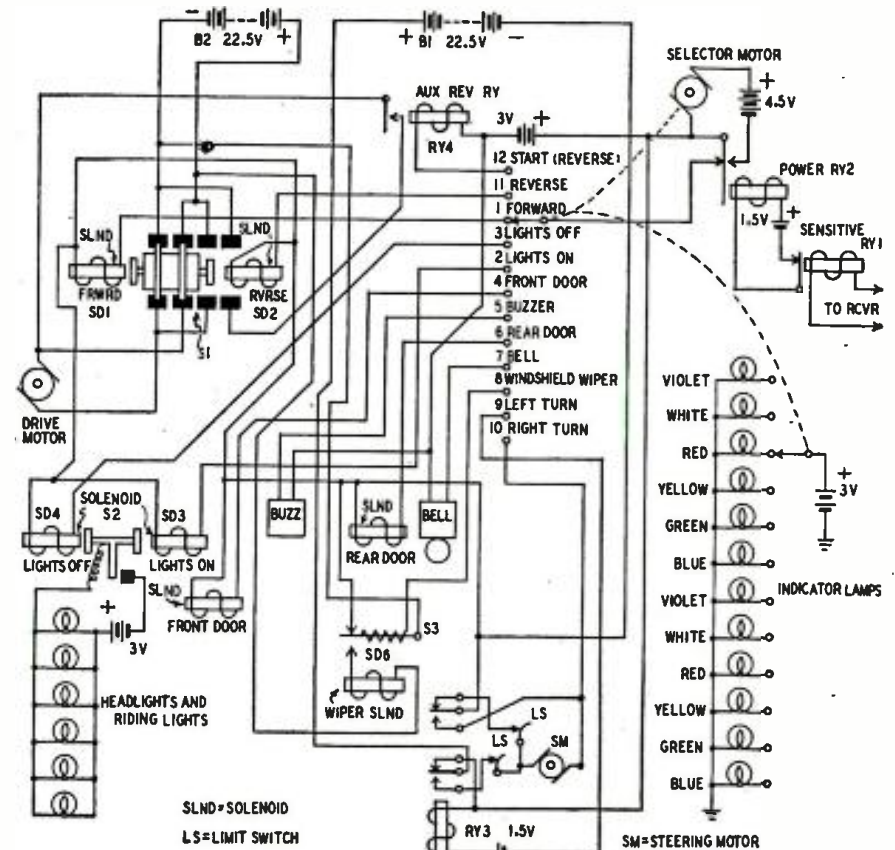 − B2 22.5V +
+ B1 22.5V −
SELECTOR MOTOR
+
4.5V
AUX REV RY
RY4
3V +
12 START (REVERSE)
11 REVERSE
1 FORWARD
3 LIGHTS OFF
2 LIGHTS ON
4 FRONT DOOR
5 BUZZER
6 REAR DOOR
7 BELL
8 WINDSHIELD WIPER
9 LEFT TURN
10 RIGHT TURN
POWER RY2
1.5V +
SENSITIVE
RY1
TO RCVR
SLND
FRWRD
SD1
SLND
RVRSE
SD2
S1
DRIVE
MOTOR
SOLENOID
S2
SD4
SD3
LIGHTS OFF
LIGHTS ON
SLND
FRONT DOOR
BUZZ
SLND
REAR DOOR
BELL
+
3V
HEADLIGHTS AND
RIDING LIGHTS
S3
SD6
WIPER SLND
LS
LS
SM
RY3 1.5V
VIOLET
WHITE
RED
YELLOW
GREEN
BLUE
VIOLET
WHITE
RED
YELLOW
GREEN
BLUE
+
3V
INDICATOR LAMPS
SLND=SOLENOID
LS=LIMIT SWITCH
SM=STEERING MOTOR